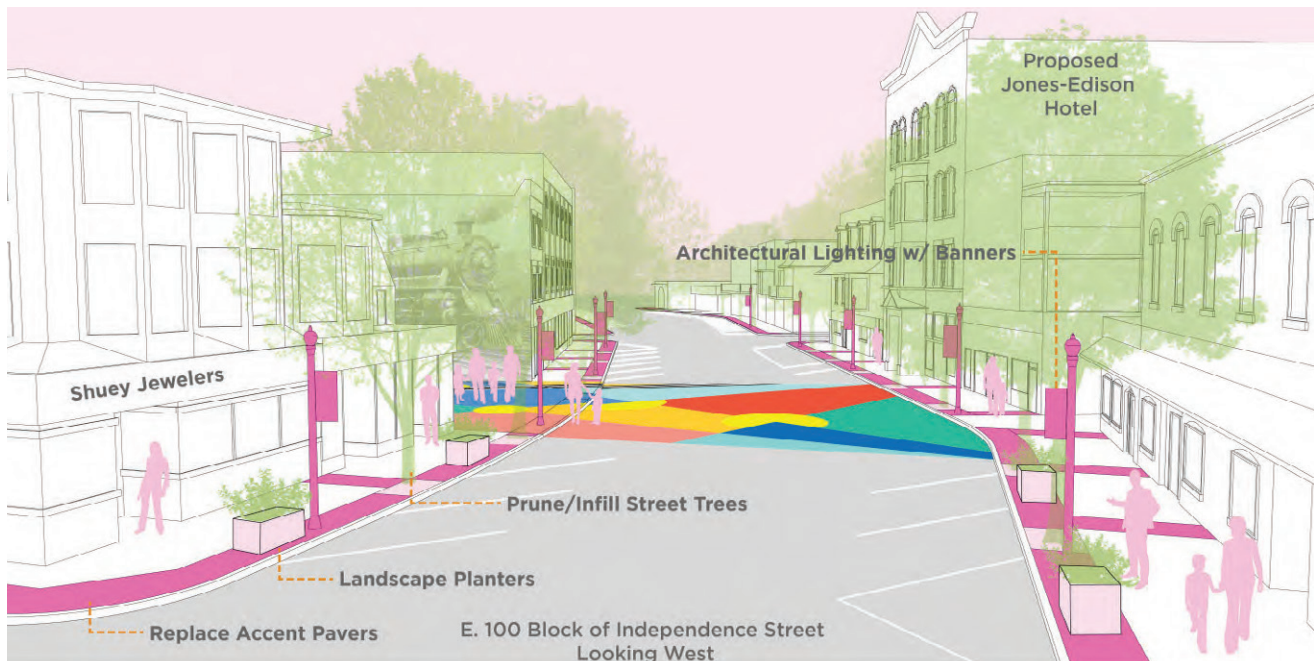 Proposed
Jones-Edison
Hotel
Architectural Lighting w/ Banners
Shuey Jewelers
Prune/Infill Street Trees
Landscape Planters
Replace Accent Pavers
E. 100 Block of Independence Street
Looking West